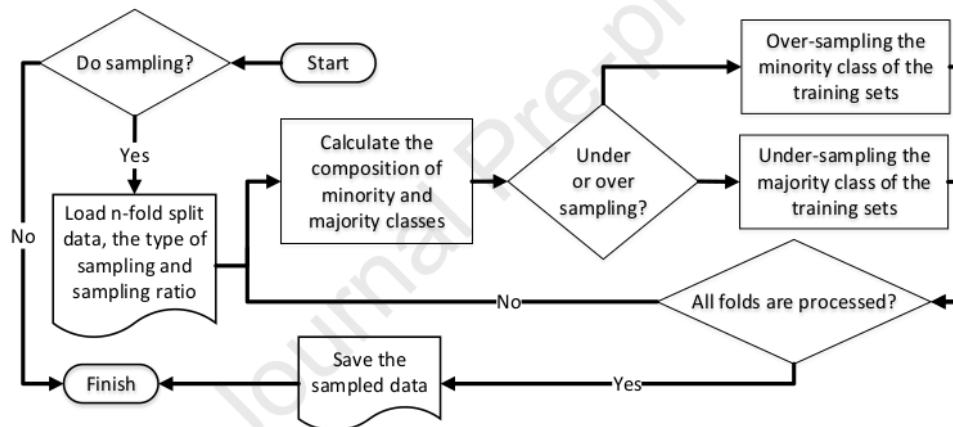 Do sampling?
Start
Over-sampling the
minority class of the
training sets
Yes
Calculate the
composition of
minority and
majority classes
Under
or over
sampling?
Under-sampling the
majority class of the
training sets
No
Load n-fold split
data, the type of
sampling and
sampling ratio
No
All folds are processed?
Finish
Save the
sampled data
Yes
Journal Pre-p